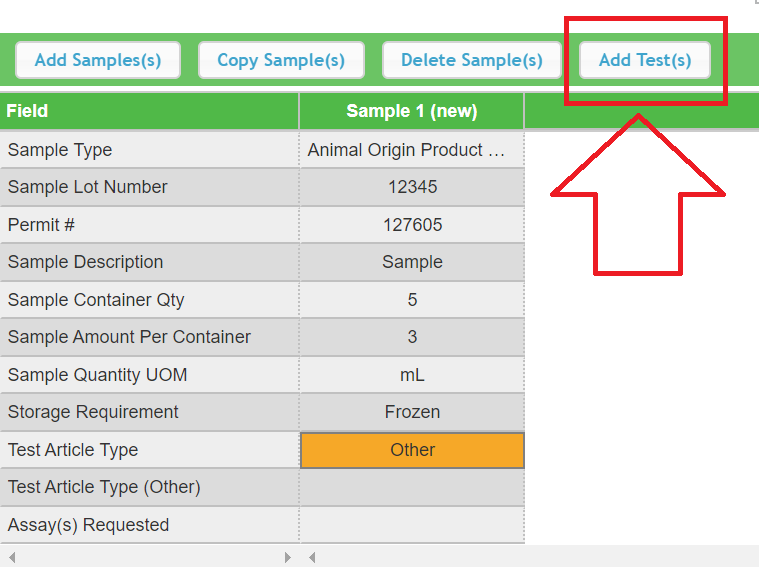 Add Samples(s) Copy Sample(s) Delete Sample(s) Add Test(s)
Field Sample 1 (new)
Sample Type Animal Origin Product …
Sample Lot Number 12345
Permit # 127605
Sample Description Sample
Sample Container Qty 5
Sample Amount Per Container 3
Sample Quantity UOM mL
Storage Requirement Frozen
Test Article Type Other
Test Article Type (Other)
Assay(s) Requested